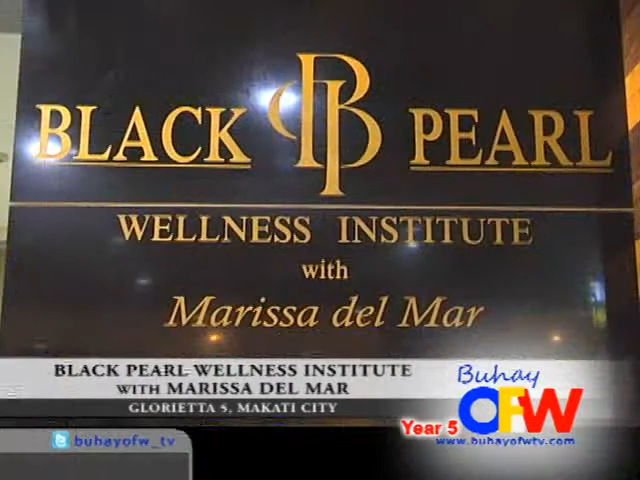 BLACK PB PEARL
WELLNESS INSTITUTE
with
Marissa del Mar
BLACK PEARL WELLNESS INSTITUTE
WITH MARISSA DEL MAR
GLORIETTA 5, MAKATI CITY
Buhay
OFW
Year 5
www.buhayofwtv.com
buhayofw_tv